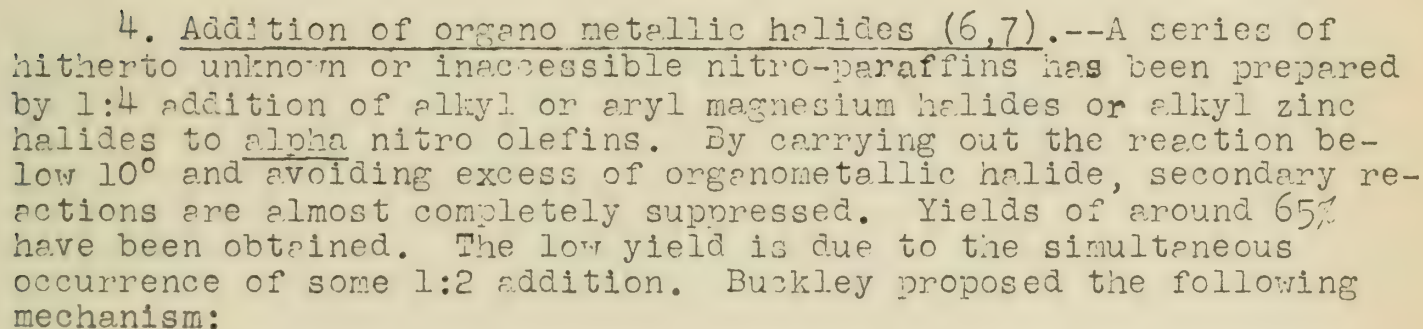 4. Addition of organo metallic halides (6,7).--A series of
hitherto unknown or inaccessible nitro-paraffins has been prepared
by 1:4 addition of alkyl or aryl magnesium halides or alkyl zinc
halides to alpha nitro olefins. By carrying out the reaction be-
low 10° and avoiding excess of organometallic halide, secondary re-
actions are almost completely suppressed. Yields of around 65%
have been obtained. The low yield is due to the simultaneous
occurrence of some 1:2 addition. Buckley proposed the following
mechanism: